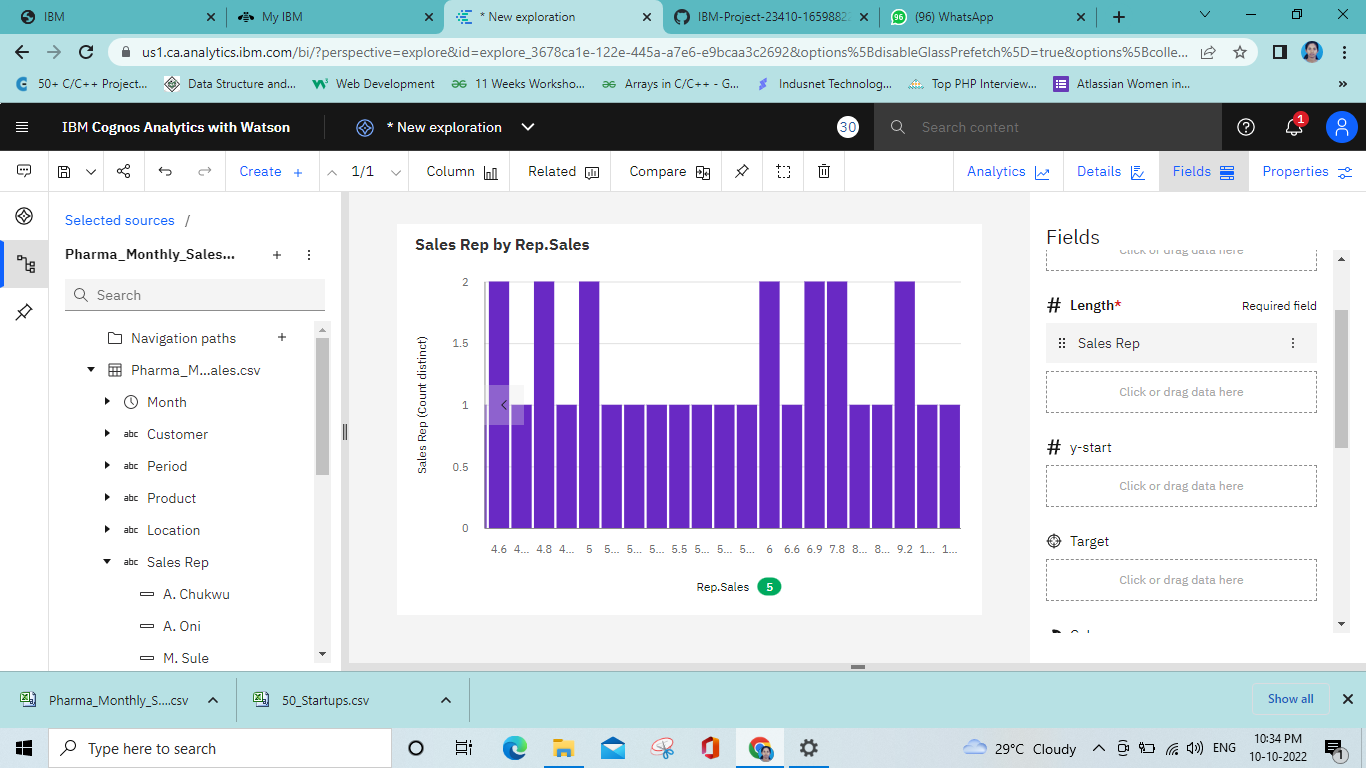 IBM
My IBM
* New exploration
IBM-Project-23410-1659882
(96) WhatsApp
us1.ca.analytics.ibm.com/bi/?perspective=explore&id=explore_3678ca1e-122e-445a-a7e6-e9bcaa3c2692&options%5BdisableGlassPrefetch%5D=true&options%5Bcolle...
50+ C/C++ Project...
Data Structure and...
Web Development
11 Weeks Worksho...
Arrays in C/C++ - G...
Indusnet Technolog...
Top PHP Interview...
Atlassian Women in...
»
IBM Cognos Analytics with Watson
* New exploration
30
Search content
1
Create +
1/1
Column
Related
Compare
Analytics
Details
Fields
Properties
Selected sources /
Pharma_Monthly_Sales...
Search
Navigation paths
Pharma_M...ales.csv
Month
abc Customer
abc Period
abc Product
abc Location
abc Sales Rep
A. Chukwu
A. Oni
M. Sule
Sales Rep by Rep.Sales
Sales Rep (Count distinct)
2
1.5
1
0.5
0
4.6 4... 4.8 4... 5 5... 5... 5... 5.5 5... 5... 5... 6 6.6 6.9 7.8 8... 8... 9.2 1... 1...
Rep.Sales 5
Fields
Click or drag data here
# Length* Required field
Sales Rep
Click or drag data here
# y-start
Click or drag data here
Target
Click or drag data here
Pharma_Monthly_S....csv
50_Startups.csv
Show all
Type here to search
29°C Cloudy
ENG
10:34 PM
10-10-2022
1